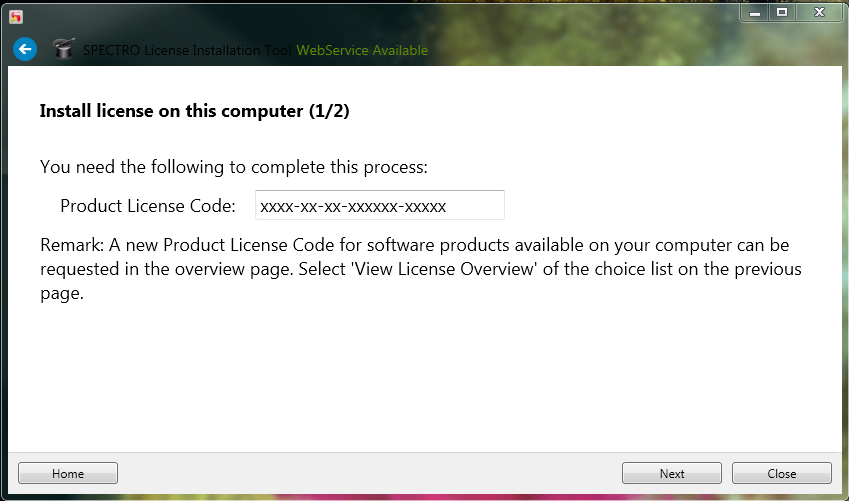 SPECTRO License Installation Tool WebService Available
Install license on this computer (1/2)
You need the following to complete this process:
Product License Code: xxxx-xx-xx-xxxxxx-xxxxx
Remark: A new Product License Code for software products available on your computer can be
requested in the overview page. Select 'View License Overview' of the choice list on the previous
page.
Home Next Close